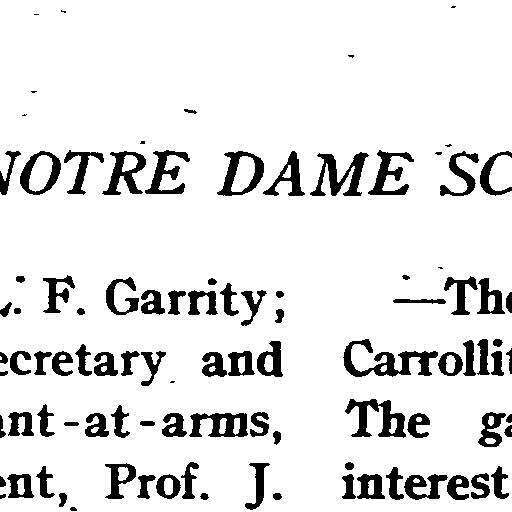 NOTRE DAME SC
L. F. Garrity;
ecretary and
ant-at-arms,
ent, Prof. J.
—The
Carrollit
The ga
interest